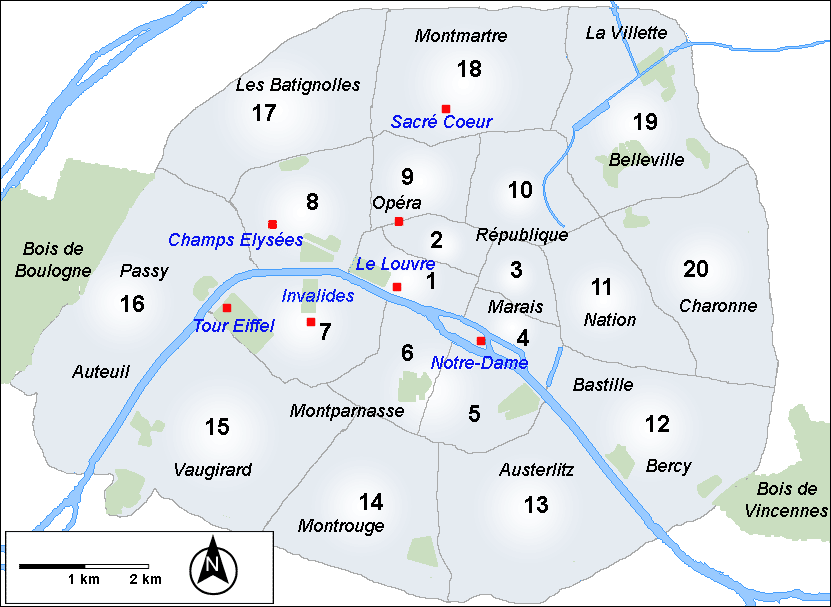 La Villette
Montmartre
18
Les Batignolles
17
Sacré Coeur
19
Belleville
9
10
8
Opéra
République
2
Champs Elysées
Bois de
Boulogne
Passy
16
Le Louvre
1
3
11
20
Charonne
Invalides
Marais
Nation
Tour Eiffel
7
4
6
Notre-Dame
Auteuil
Bastille
Montparnasse
5
12
15
Vaugirard
Austerlitz
Bercy
14
13
Montrouge
Bois de
Vincennes
N
1 km
2 km